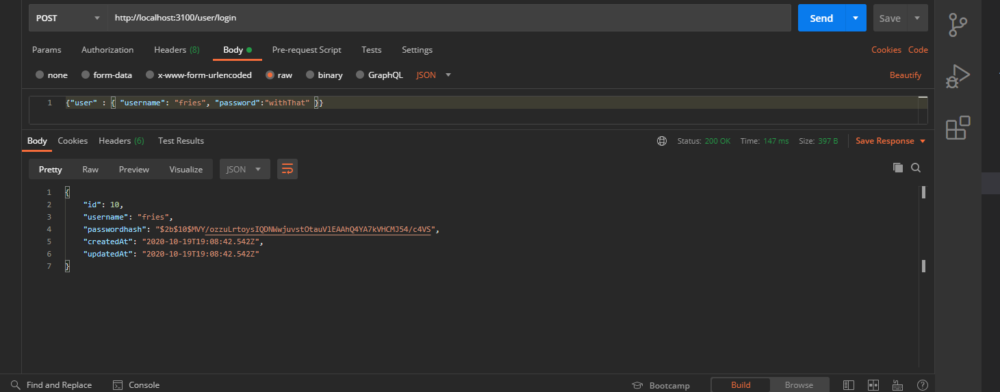 POST http://localhost:3100/user/login Send Save
Params Authorization Headers (8) Body Pre-request Script Tests Settings Cookies Code
none form-data x-www-form-urlencoded raw binary GraphQL JSON Beautify
1 {"user" : { "username": "fries", "password":"withThat" }}
Body Cookies Headers (6) Test Results Status: 200 OK Time: 147 ms Size: 397 B Save Response
Pretty Raw Preview Visualize JSON
1 {
2 "id": 10,
3 "username": "fries",
4 "passwordhash": "$2b$10$MVY/ozzuLrtoysIQDNWwjuvstOtauVlEAAhQ4YA7kVHCMJ54/c4VS",
5 "createdAt": "2020-10-19T19:08:42.542Z",
6 "updatedAt": "2020-10-19T19:08:42.542Z"
7 }
Find and Replace Console Bootcamp Build Browse